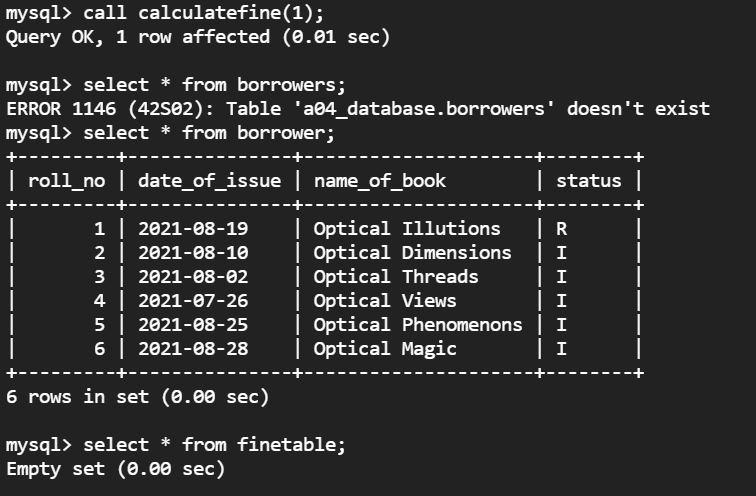 mysql> call calculatefine(1);
Query OK, 1 row affected (0.01 sec)

mysql> select * from borrowers;
ERROR 1146 (42S02): Table 'a04_database.borrowers' doesn't exist
mysql> select * from borrower;
+---------+---------------+---------------------+--------+
| roll_no | date_of_issue | name_of_book        | status |
+---------+---------------+---------------------+--------+
|       1 | 2021-08-19    | Optical Illutions   | R      |
|       2 | 2021-08-10    | Optical Dimensions  | I      |
|       3 | 2021-08-02    | Optical Threads     | I      |
|       4 | 2021-07-26    | Optical Views       | I      |
|       5 | 2021-08-25    | Optical Phenomenons | I      |
|       6 | 2021-08-28    | Optical Magic       | I      |
+---------+---------------+---------------------+--------+
6 rows in set (0.00 sec)

mysql> select * from finetable;
Empty set (0.00 sec)